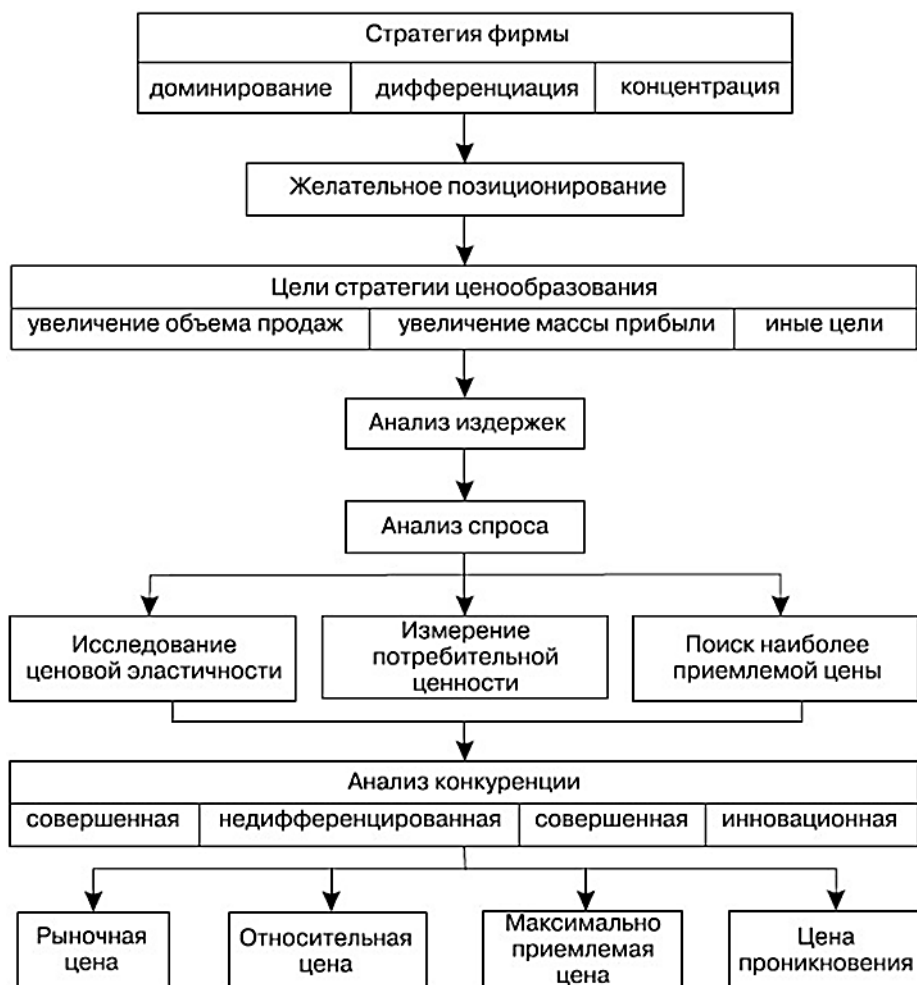 Стратегия фирмы
доминирование дифференциация концентрация
Желательное позиционирование
Цели стратегии ценообразования
увеличение объема продаж увеличение массы прибыли иные цели
Анализ издержек
Анализ спроса
Исследование
ценовой эластичности
Измерение
потребительной
ценности
Поиск наиболее
приемлемой цены
Анализ конкуренции
совершенная недифференцированная совершенная инновационная
Рыночная
цена
Относительная
цена
Максимально
приемлемая
цена
Цена
проникновения